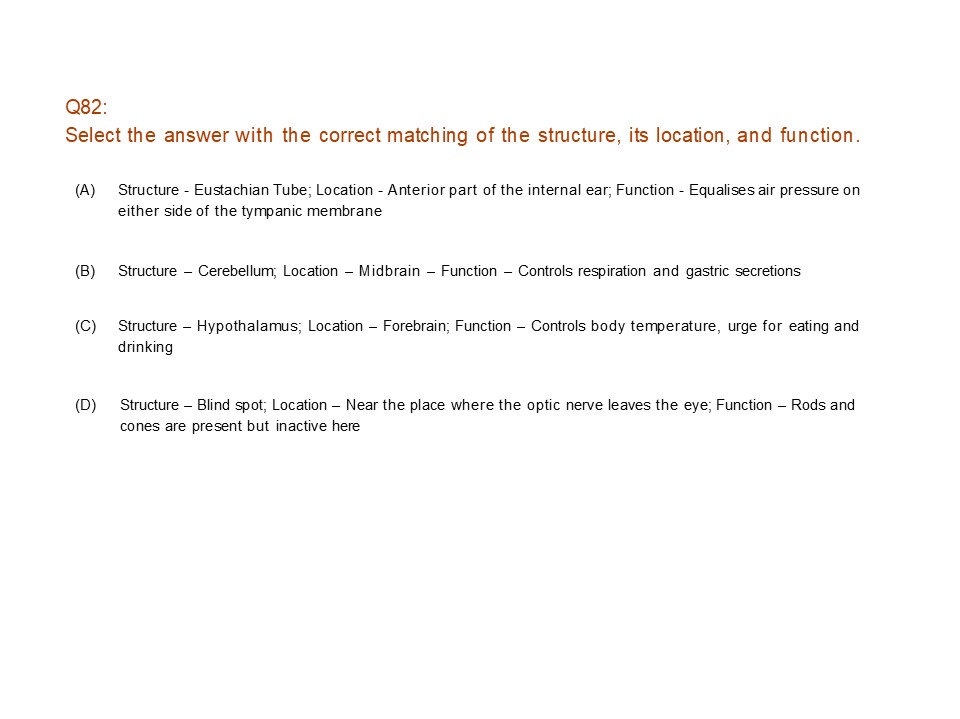 Q82:
Select the answer with the correct matching of the structure, its location, and function.
(A) Structure - Eustachian Tube; Location - Anterior part of the internal ear; Function - Equalises air pressure on
either side of the tympanic membrane
(B) Structure – Cerebellum; Location – Midbrain – Function – Controls respiration and gastric secretions
(C) Structure – Hypothalamus; Location – Forebrain; Function – Controls body temperature, urge for eating and
drinking
(D) Structure – Blind spot; Location – Near the place where the optic nerve leaves the eye; Function – Rods and
cones are present but inactive here